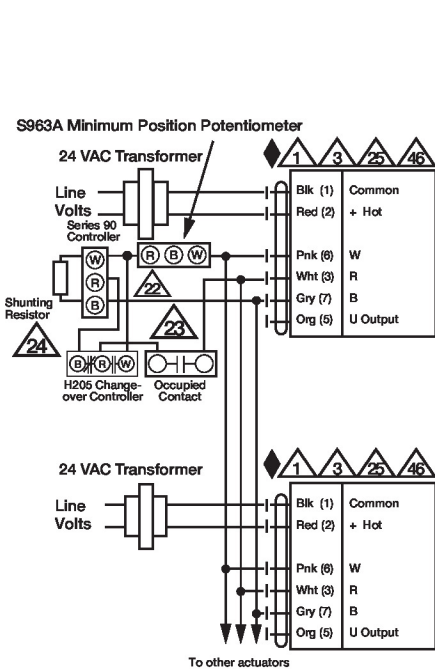 S963A Minimum Position Potentiometer
24 VAC Transformer
1 3 25 46
Line
Volts
Blk (1) Common
Red (2) + Hot
Series 90
Controller
W
R
B
R B W
Pnk (6) W
Wht (3) R
Gry (7) B
Org (5) U Output
22
23
Shunting
Resistor
24
B R W
H205 Change-
over Controller
Occupied
Contact
24 VAC Transformer
1 3 25 46
Line
Volts
Blk (1) Common
Red (2) + Hot
Pnk (6) W
Wht (3) R
Gry (7) B
Org (5) U Output
To other actuators